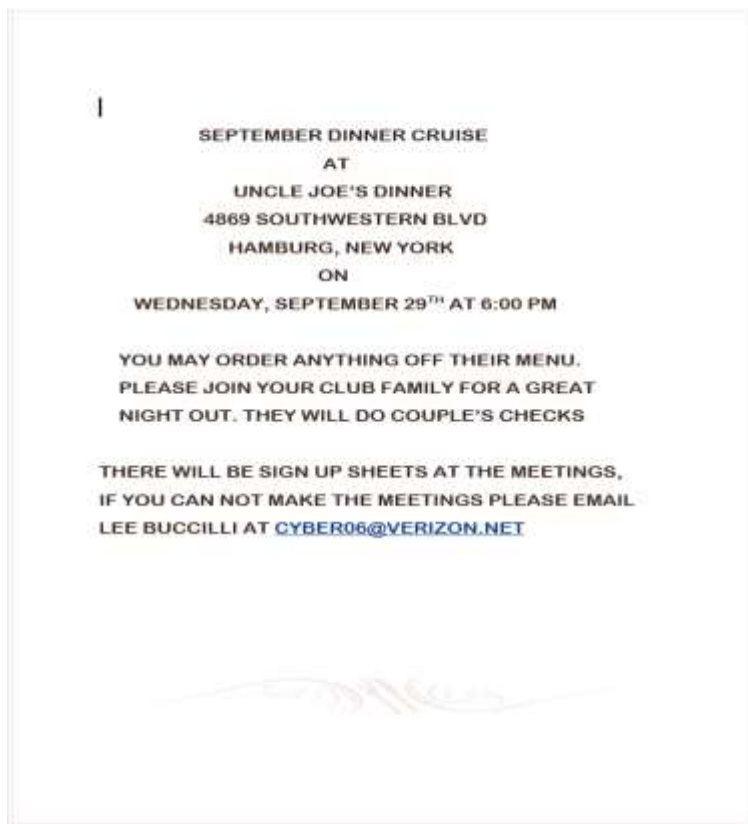 SEPTEMBER DINNER CRUISE
AT
UNCLE JOE'S DINNER
4869 SOUTHWESTERN BLVD
HAMBURG, NEW YORK
ON
WEDNESDAY, SEPTEMBER 29TH AT 6:00 PM
YOU MAY ORDER ANYTHING OFF THEIR MENU.
PLEASE JOIN YOUR CLUB FAMILY FOR A GREAT
NIGHT OUT. THEY WILL DO COUPLE'S CHECKS
THERE WILL BE SIGN UP SHEETS AT THE MEETINGS,
IF YOU CAN NOT MAKE THE MEETINGS PLEASE EMAIL
LEE BUCCILLI AT CYBER06@VERIZON.NET